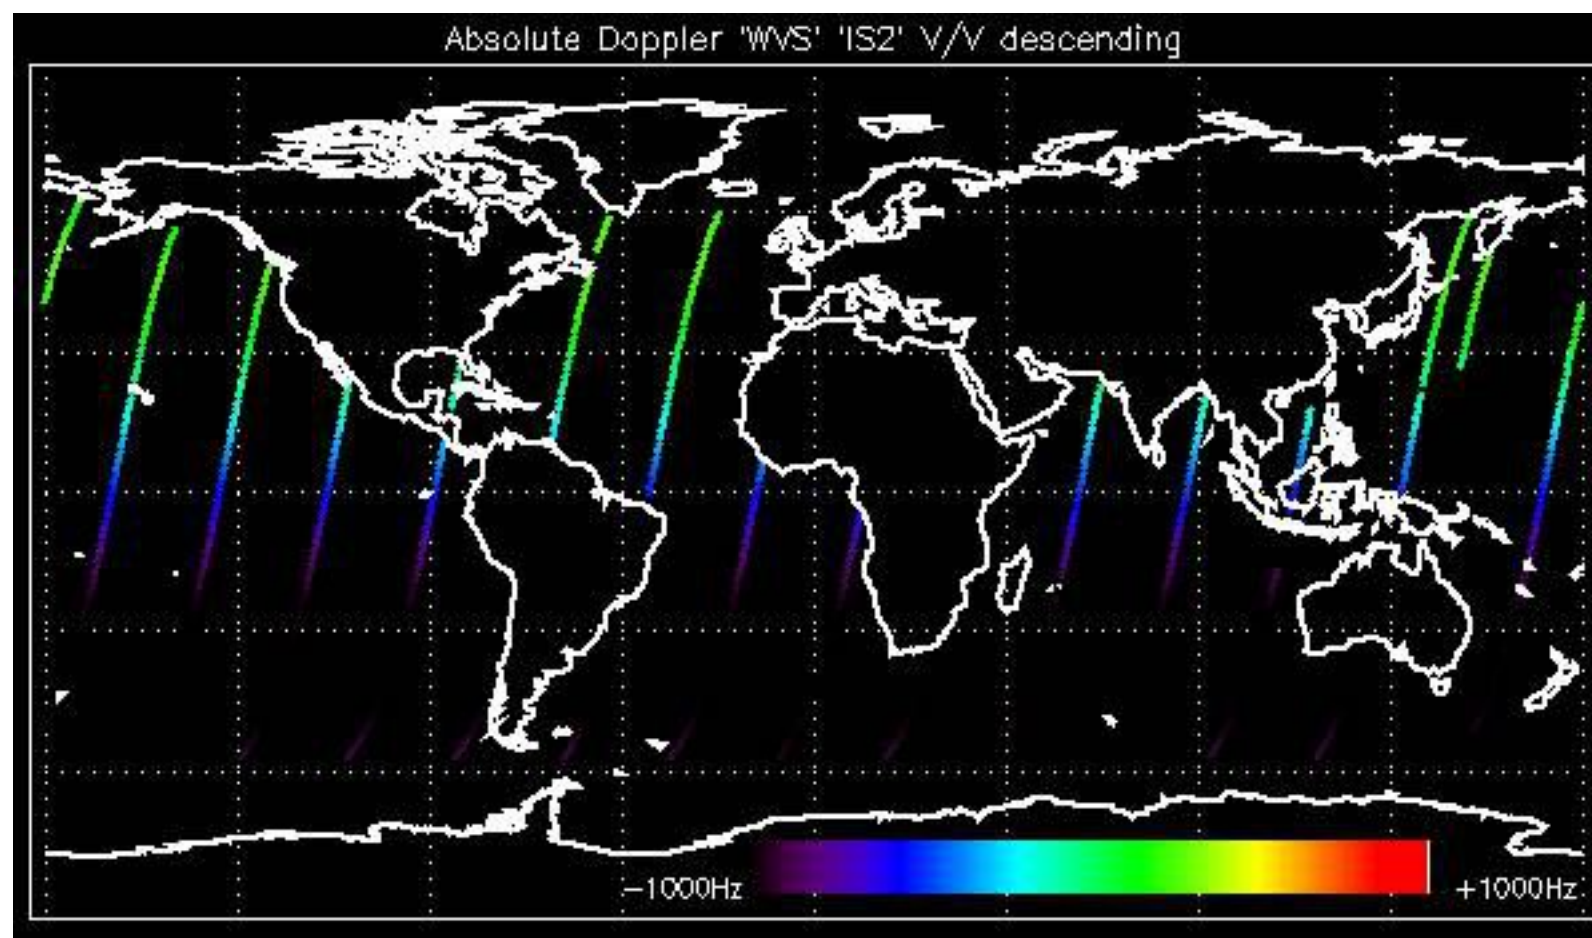 Absolute Doppler 'WVS' 'IS2' V/V descending
-1000Hz +1000Hz